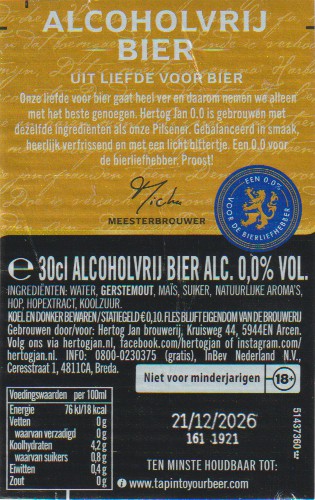 ALCOHOLVRIJ
BIER
UIT LIEFDE VOOR BIER
Onze liefde voor bier gaat heel ver en daarom nemen we alleen
met het beste genoegen. Hertog Jan 0.0 is gebrouwen met
dezelfde ingrediënten als onze Pilsener. Gebalanceerd in smaak,
heerlijk verfrissend en met een licht bittertje. Een 0.0 voor
de bierliefhebber. Proost!
MEESTERBROUWER
EEN 0,0%
VOOR DE BIERLIEFHEBBER
℮ 30cl ALCOHOLVRIJ BIER ALC. 0,0% VOL.
INGREDIËNTEN: WATER, GERSTEMOUT, MAÏS, SUIKER, NATUURLIJKE AROMA'S,
HOP, HOPEXTRACT, KOOLZUUR.
KOEL EN DONKER BEWAREN / STATIEGELD € 0,10. FLES BLIJFT EIGENDOM VAN DE BROUWERIJ
Gebrouwen door/voor: Hertog Jan brouwerij, Kruisweg 44, 5944EN Arcen.
Volg ons via hertogjan.nl, facebook.com/hertogjan of instagram.com/
hertogjan.nl. INFO: 0800-0230375 (gratis), InBev Nederland N.V.,
Ceresstraat 1, 4811CA, Breda.
Niet voor minderjarigen 18+
Voedingswaarden per 100ml
Energie 76 kJ/18 kcal
Vetten 0 g
waarvan verzadigd 0 g
Koolhydraten 4,2 g
waarvan suikers 0,8 g
Eiwitten 0,4 g
Zout 0 g
21/12/2026
161 1921
TEN MINSTE HOUDBAAR TOT:
www.tapintoyourbeer.com
51437360 w